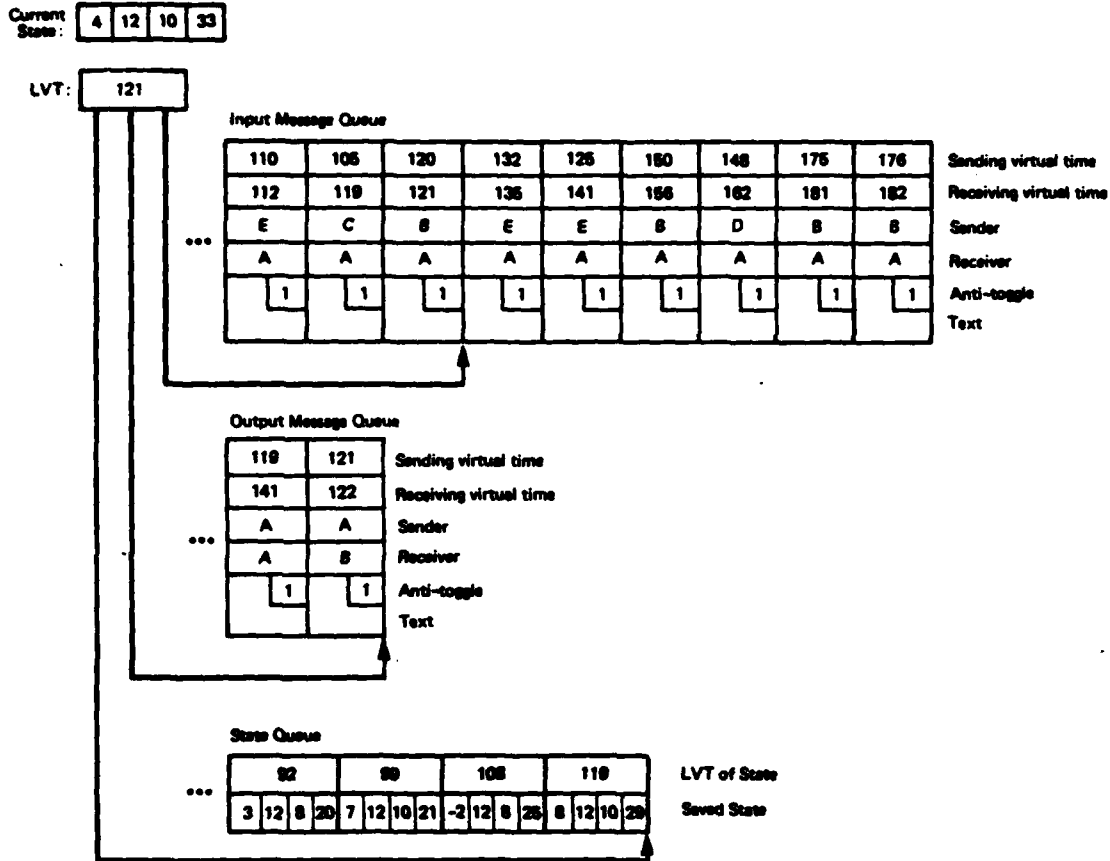 Current State: 4 12 10 33
LVT: 121
Input Message Queue
110 105 120 132 125 150 148 175 176 Sending virtual time
112 119 121 135 141 156 162 181 182 Receiving virtual time
... E C B E E B D B B Sender
A A A A A A A A A Receiver
1 1 1 1 1 1 1 1 1 Anti-toggle
Text
Output Message Queue
119 121 Sending virtual time
141 122 Receiving virtual time
... A A Sender
A B Receiver
1 1 Anti-toggle
Text
State Queue
... 92 99 119 LVT of State
3 12 8 20 7 12 10 21 -2 12 8 25 12 10 29 Saved State